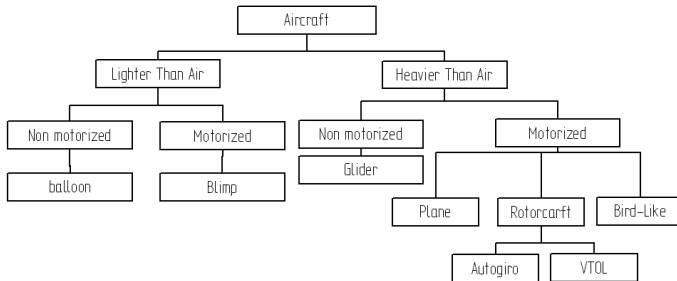 Aircraft
Lighter Than Air
Heavier Than Air
Non motorized
Motorized
Non motorized
Motorized
balloon
Blimp
Glider
Plane
Rotorcarft
Bird-Like
Autogiro
VTOL